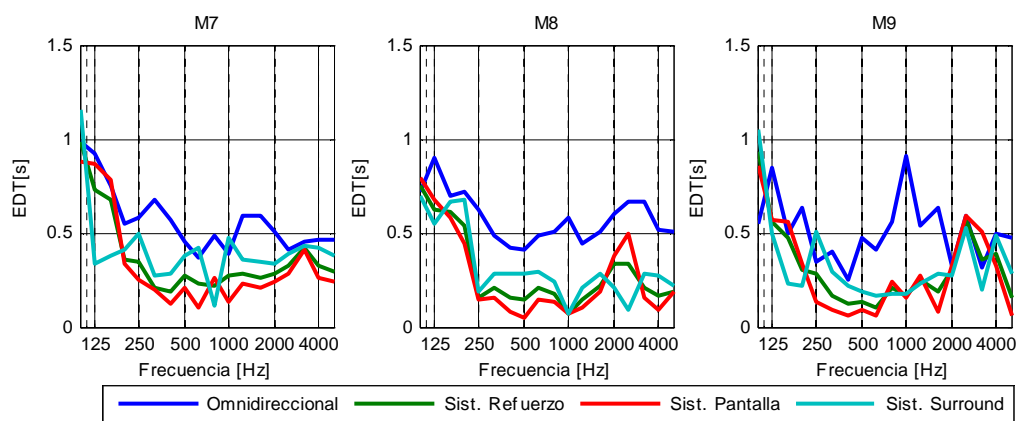 M7 M8 M9
1.5 1.5 1.5
1 1 1
EDT[s] EDT[s] EDT[s]
0.5 0.5 0.5
0 0 0
125 250 500 1000 2000 4000 125 250 500 1000 2000 4000 125 250 500 1000 2000 4000
Frecuencia [Hz] Frecuencia [Hz] Frecuencia [Hz]
Omnidireccional Sist. Refuerzo Sist. Pantalla Sist. Surround